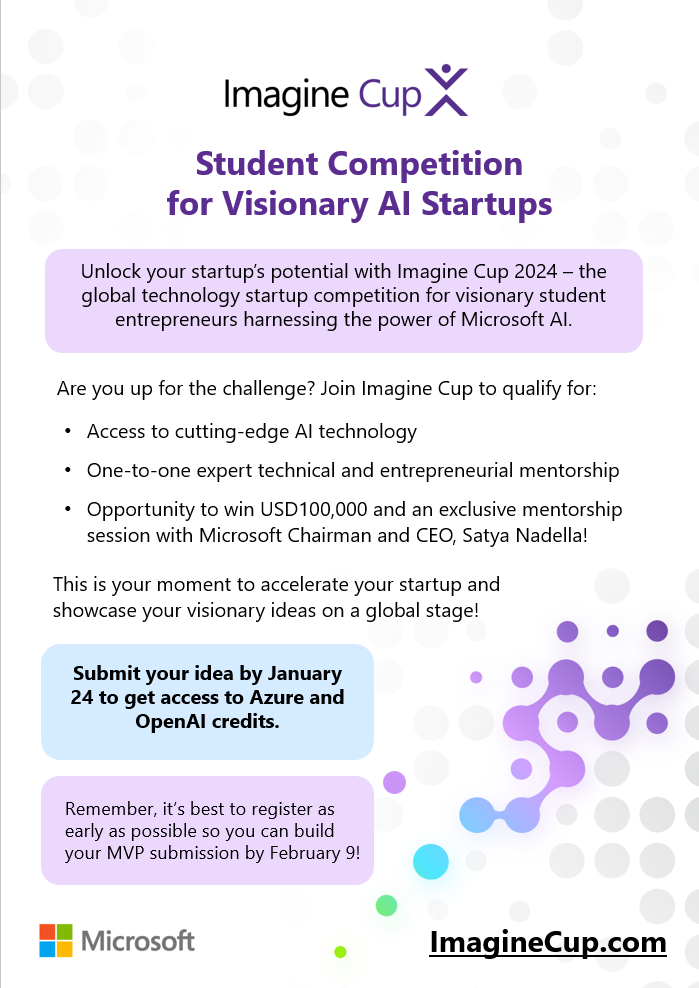 Imagine Cup
Student Competition
for Visionary AI Startups
Unlock your startup’s potential with Imagine Cup 2024 – the
global technology startup competition for visionary student
entrepreneurs harnessing the power of Microsoft AI.
Are you up for the challenge? Join Imagine Cup to qualify for:
• Access to cutting-edge AI technology
• One-to-one expert technical and entrepreneurial mentorship
• Opportunity to win USD100,000 and an exclusive mentorship
session with Microsoft Chairman and CEO, Satya Nadella!
This is your moment to accelerate your startup and
showcase your visionary ideas on a global stage!
Submit your idea by January
24 to get access to Azure and
OpenAI credits.
Remember, it’s best to register as
early as possible so you can build
your MVP submission by February 9!
Microsoft
ImagineCup.com